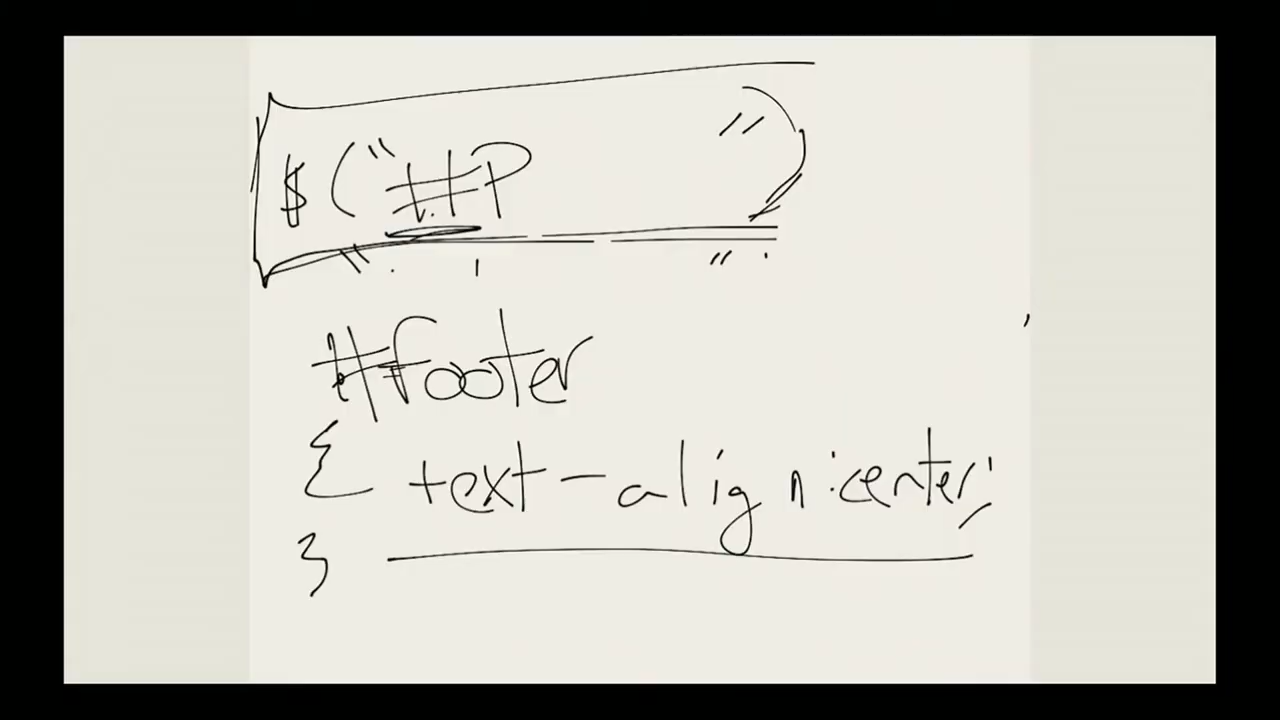 $("#P ")
#footer
{ text-align:center;
}